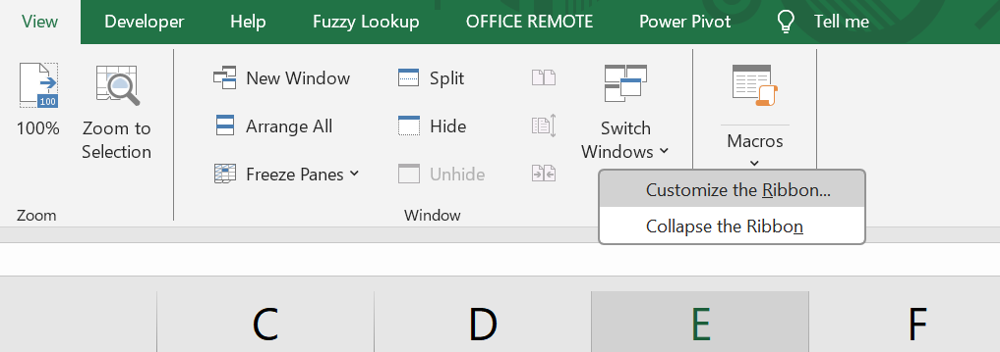 View Developer Help Fuzzy Lookup OFFICE REMOTE Power Pivot Tell me
New Window
Split
100
100%
Zoom to
Selection
Arrange All
Hide
Switch
Windows
Macros
Freeze Panes
Unhide
Zoom
Window
Customize the Ribbon...
Collapse the Ribbon
C D E F